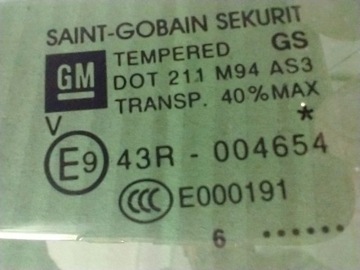 SAINT-GOBAIN SEKURIT
GM TEMPERED GS
DOT 211 M94 AS3
TRANSP. 40%MAX
V *
E9 43R - 004654
CCC E000191
6 ••••••